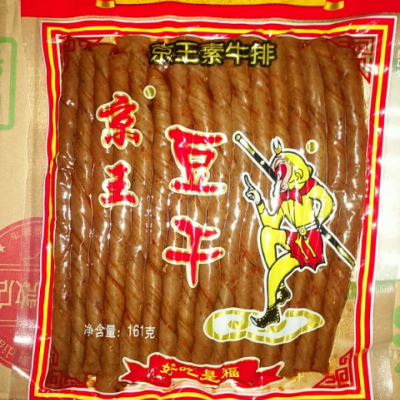 京王素牛排
京王
豆干
净含量: 161克
好吃是福